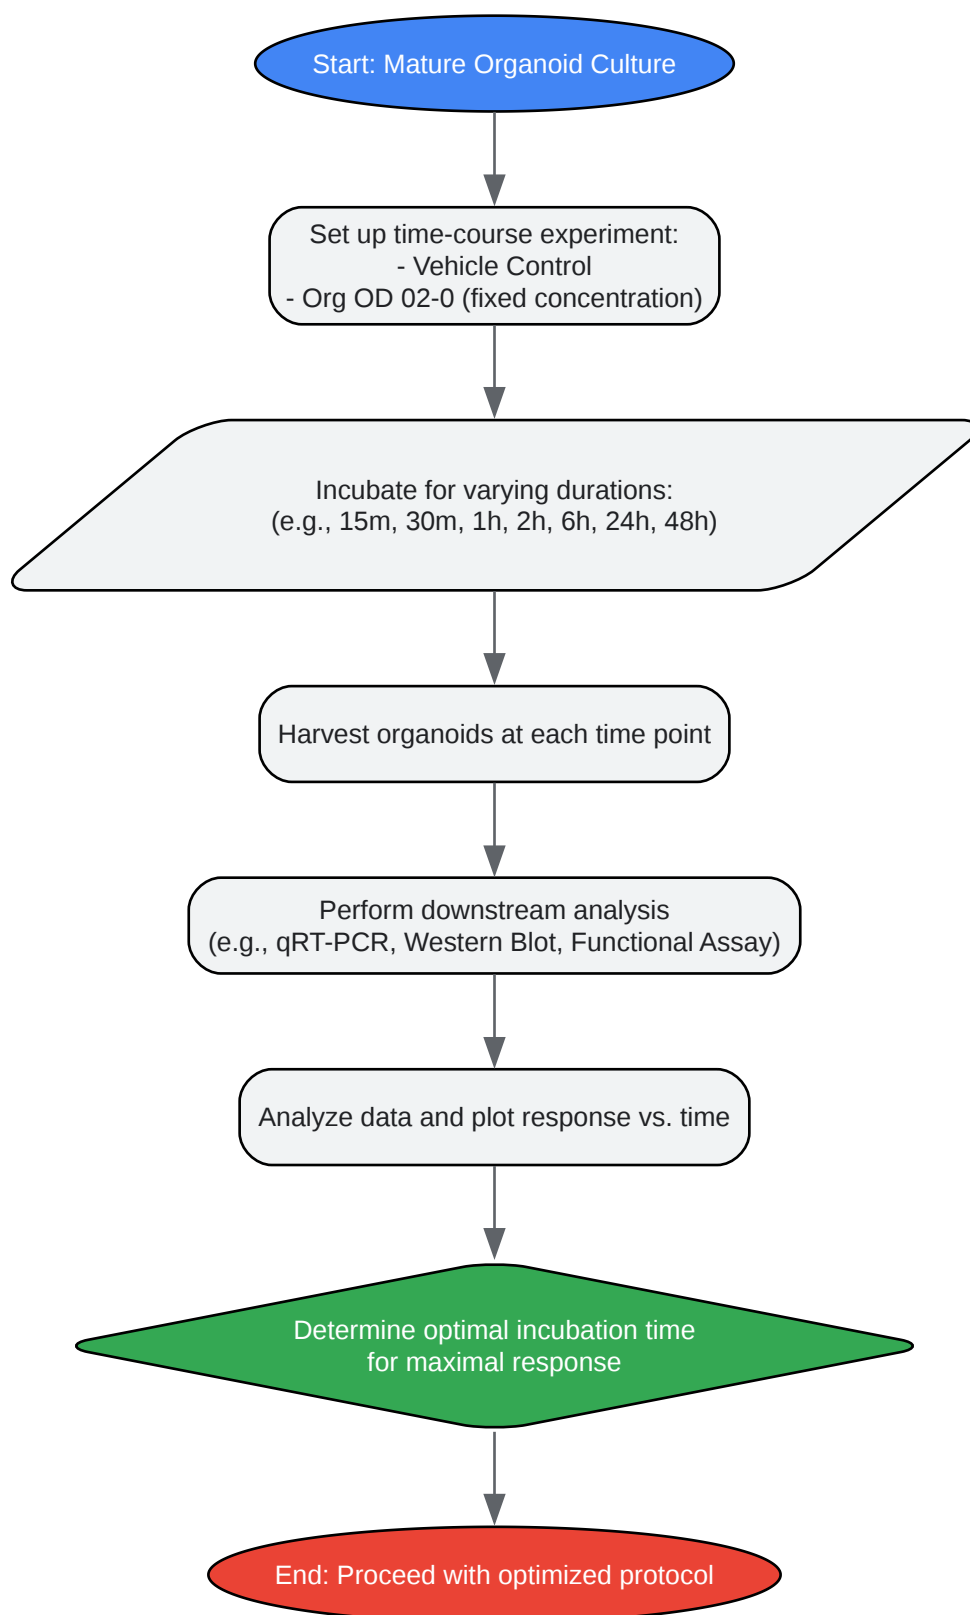 Start: Mature Organoid Culture
Set up time-course experiment:
- Vehicle Control
- Org OD 02-0 (fixed concentration)
Incubate for varying durations:
(e.g., 15m, 30m, 1h, 2h, 6h, 24h, 48h)
Harvest organoids at each time point
Perform downstream analysis
(e.g., qRT-PCR, Western Blot, Functional Assay)
Analyze data and plot response vs. time
Determine optimal incubation time
for maximal response
End: Proceed with optimized protocol